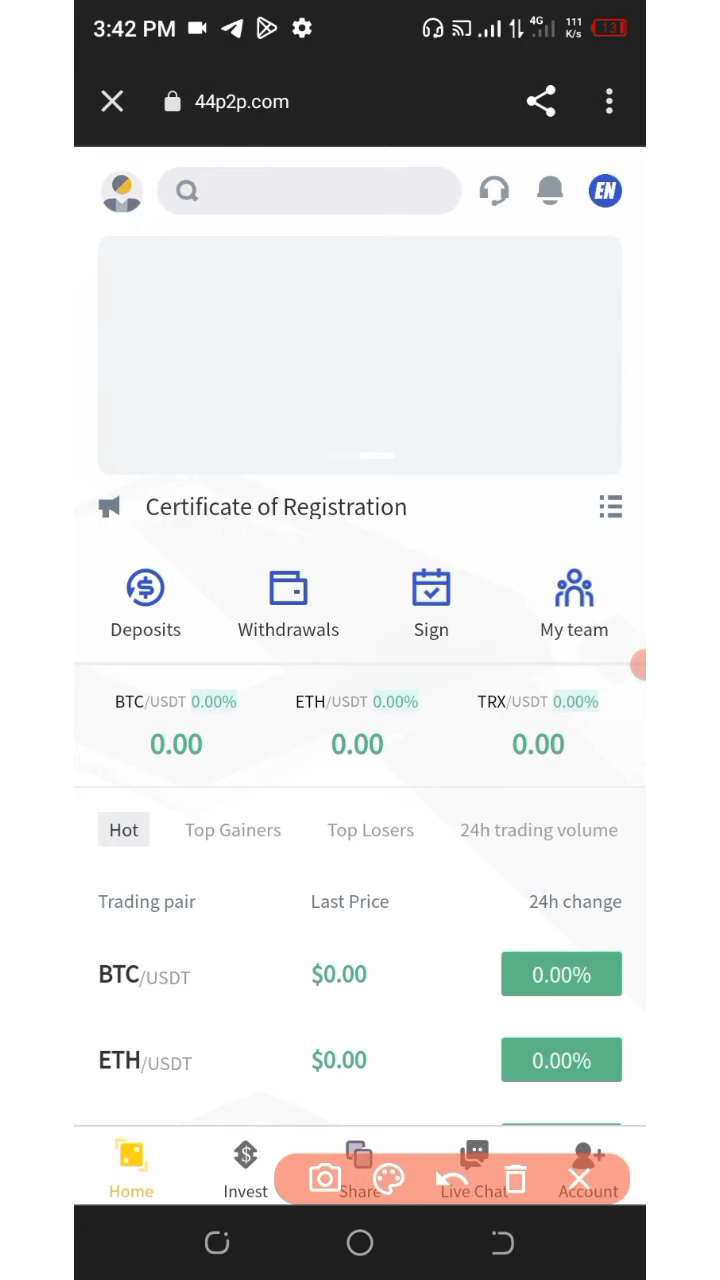 3:42 PM 4G 111 K/s 13
44p2p.com
EN
Certificate of Registration
Deposits Withdrawals Sign My team
BTC/USDT 0.00% ETH/USDT 0.00% TRX/USDT 0.00%
0.00 0.00 0.00
Hot Top Gainers Top Losers 24h trading volume
Trading pair Last Price 24h change
BTC/USDT $0.00 0.00%
ETH/USDT $0.00 0.00%
Home Invest Share Live Chat Account